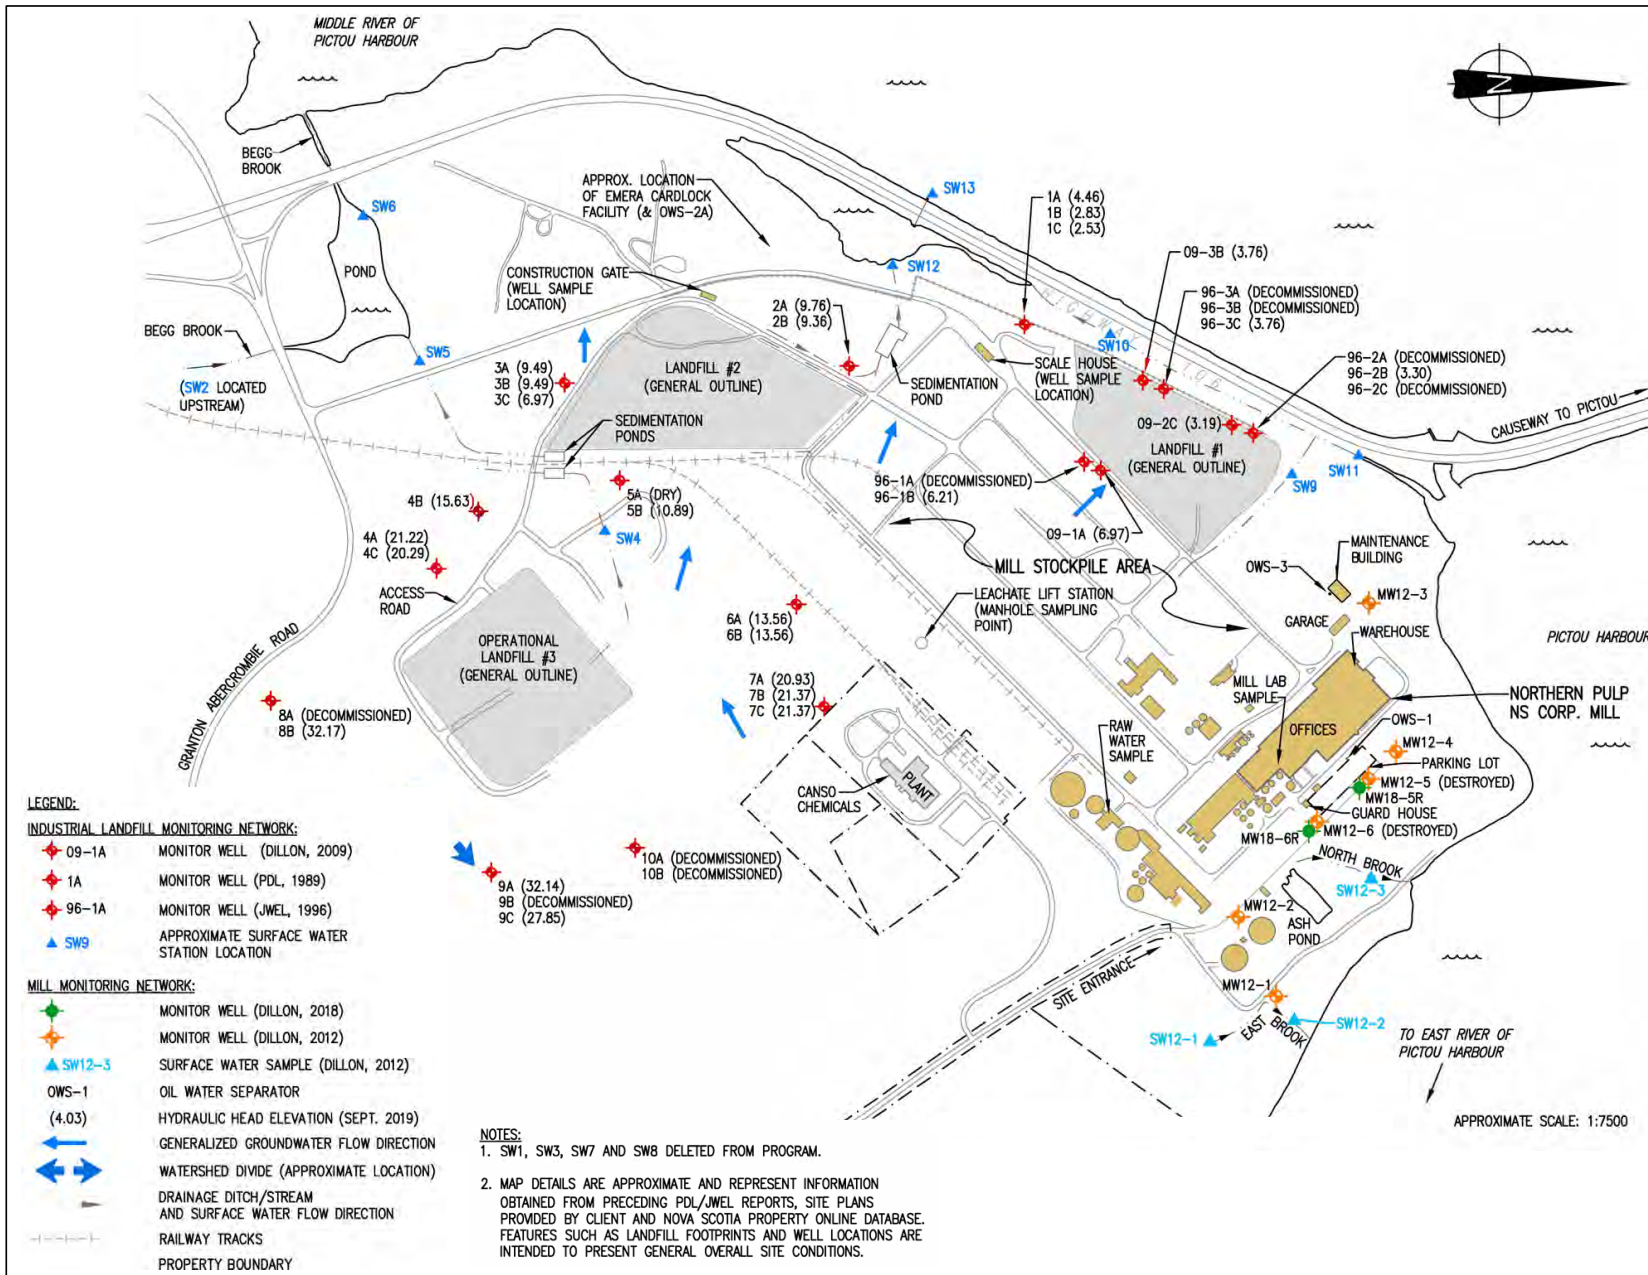 MIDDLE RIVER OF
PICTOU HARBOUR
N
BEGG
BROOK
SW6
POND
APPROX. LOCATION
OF EMERA CARDLOCK
FACILITY (& OWS-2A)
SW13
1A (4.46)
1B (2.83)
1C (2.53)
SW12
09-3B (3.76)
CONSTRUCTION GATE
(WELL SAMPLE
LOCATION)
96-3A (DECOMMISSIONED)
96-3B (DECOMMISSIONED)
96-3C (3.76)
2A (9.76)
2B (9.36)
HIGHWAY 106
BEGG BROOK
SW5
SW10
(SW2 LOCATED
UPSTREAM)
3A (9.49)
3B (9.49)
3C (6.97)
LANDFILL #2
(GENERAL OUTLINE)
SEDIMENTATION
POND
SCALE HOUSE
(WELL SAMPLE
LOCATION)
96-2A (DECOMMISSIONED)
96-2B (3.30)
96-2C (DECOMMISSIONED)
CAUSEWAY TO PICTOU
SEDIMENTATION
PONDS
09-2C (3.19)
LANDFILL #1
(GENERAL OUTLINE)
SW11
SW9
96-1A (DECOMMISSIONED)
96-1B (6.21)
4B (15.63)
5A (DRY)
5B (10.89)
SW4
09-1A (6.97)
4A (21.22)
4C (20.29)
MILL STOCKPILE AREA
MAINTENANCE
BUILDING
OWS-3
MW12-3
ACCESS
ROAD
LEACHATE LIFT STATION
(MANHOLE SAMPLING
POINT)
GARAGE
WAREHOUSE
PICTOU HARBOUR
6A (13.56)
6B (13.56)
GRANTON ABERCROMBIE ROAD
OPERATIONAL
LANDFILL #3
(GENERAL OUTLINE)
7A (20.93)
7B (21.37)
7C (21.37)
MILL LAB
SAMPLE
NORTHERN PULP
NS CORP. MILL
8A (DECOMMISSIONED)
8B (32.17)
OFFICES
OWS-1
RAW
WATER
SAMPLE
MW12-4
PARKING LOT
MW12-5 (DESTROYED)
MW18-5R
GUARD HOUSE
MW12-6 (DESTROYED)
MW18-6R
CANSO
CHEMICALS
PLANT
NORTH BROOK
SW12-3
10A (DECOMMISSIONED)
10B (DECOMMISSIONED)
9A (32.14)
9B (DECOMMISSIONED)
9C (27.85)
MW12-2
ASH
POND
SITE ENTRANCE
MW12-1
EAST BROOK
SW12-1
SW12-2
TO EAST RIVER OF
PICTOU HARBOUR
APPROXIMATE SCALE: 1:7500
LEGEND:
INDUSTRIAL LANDFILL MONITORING NETWORK:
09-1A MONITOR WELL (DILLON, 2009)
1A MONITOR WELL (PDL, 1989)
96-1A MONITOR WELL (JWEL, 1996)
SW9 APPROXIMATE SURFACE WATER
STATION LOCATION
MILL MONITORING NETWORK:
MONITOR WELL (DILLON, 2018)
MONITOR WELL (DILLON, 2012)
SW12-3 SURFACE WATER SAMPLE (DILLON, 2012)
OWS-1 OIL WATER SEPARATOR
(4.03) HYDRAULIC HEAD ELEVATION (SEPT. 2019)
GENERALIZED GROUNDWATER FLOW DIRECTION
WATERSHED DIVIDE (APPROXIMATE LOCATION)
DRAINAGE DITCH/STREAM
AND SURFACE WATER FLOW DIRECTION
RAILWAY TRACKS
PROPERTY BOUNDARY
NOTES:
1. SW1, SW3, SW7 AND SW8 DELETED FROM PROGRAM.
2. MAP DETAILS ARE APPROXIMATE AND REPRESENT INFORMATION
OBTAINED FROM PRECEDING PDL/JWEL REPORTS, SITE PLANS
PROVIDED BY CLIENT AND NOVA SCOTIA PROPERTY ONLINE DATABASE.
FEATURES SUCH AS LANDFILL FOOTPRINTS AND WELL LOCATIONS ARE
INTENDED TO PRESENT GENERAL OVERALL SITE CONDITIONS.